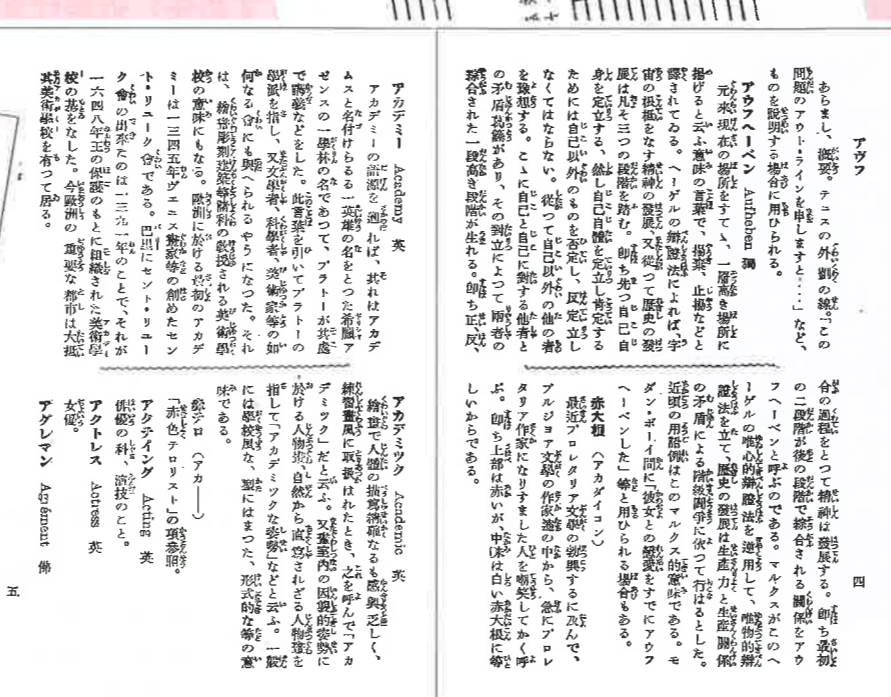 アヴフ
あらまし、槪要。テニスの外劃の線。「この
問題のアウト・ラインを申しますと‥‥」など、
ものを說明する場合に用ひられる。
アウフヘーベン Aufheben 獨
元來現在の場所をすてゝ、一層高き場所に
揚げると云ふ意味の言葉で、揚棄、止揚などと
譯されてゐる。ヘーゲルの辯證法によれば、宇
宙の根柢をなす精神の發展、又從つて歷史の發
展は凡そ三つの段階を踏む。卽ち先づ自己自
身を定立する、然し自己自體を定立し肯定する
ためには自己以外のものを否定し、反定立し
なくてはならない。從つて自己以外の他の者
を豫想する。こゝに自己と自己に對する他者と
の矛盾葛籐があり、その對立によつて兩者の
綜合された一段高き段階が生れる。卽ち正、反、
合の過程をとつて精神は發展する。卽ち最初
の二段階が後の段階で綜合される關係をアウ
フヘーベンと呼ぶのである。マルクスがこのヘ
ーゲルの唯心的辯證法を逆用して、唯物的辯
證法を立て、歷史の發展は生產力と生產關係
の矛盾による階級鬪爭に依つて行はるとした。
近頃の用語例はこのマルクス的意味である。モ
ダン・ボーイ間に「彼女との戀愛をすでにアウフ
ヘーベンした」等と用ひられる場合もある。
赤大根 (アカダイコン)
最近プロレタリア文學の勃興するに及んで、
ブルジョア文學の作家達の中から、急にプロレ
タリア作家になりすました人を嘲笑してかく呼
ぶ。卽ち上部は赤いが、中味は白い赤大根に等
しいからである。
四
アカデミー Academy 英
アカデミーの語源を遡れば、其れはアカデ
ムスと名付けらるる一英雄の名をとつた希臘ア
ゼンスの一學林の名であつて、プラトーが其處
で講義などをした。此言葉を引いてプラトーの
學派を指し、又文學者、科學者、美術家等の如
何なる會にも與へられるやうになつた。それ
は、繪畫彫刻建築等諸科の敎授される美術學
校の意味にもなる。歐洲に於ける最初のアカデ
ミーは一三四五年ヴェニス畫家等の創めたセン
ト・リユーク會である。巴里にセント・リユー
ク會の出來たのは一三九一年のことで、それが
一六四八年王の保護のもとに組織された美術學
校の基をなした。今歐洲の重要な都市は大抵
其美術學校を有つて居る。
アカデミツク Academic 英
繪畫で人體の描寫精確なるも感興乏しく、
練習畫風に取扱はれたとき、之を呼んで「アカ
デミツク」だと云ふ。又畫室內の因襲的姿勢に
於ける人物畫、自然から直寫されざる人物畫を
指して「アカデミツクな姿勢」などと云ふ。一般
には學校風な、型にはまつた、形式的な等の意
味である。
祭テロ (アカ――)
「赤色テロリスト」の項參照。
アクテイング Acting 英
俳優の科、演技のこと。
アクトレス Actress 英
女優。
アグレマン Agrément 佛
五